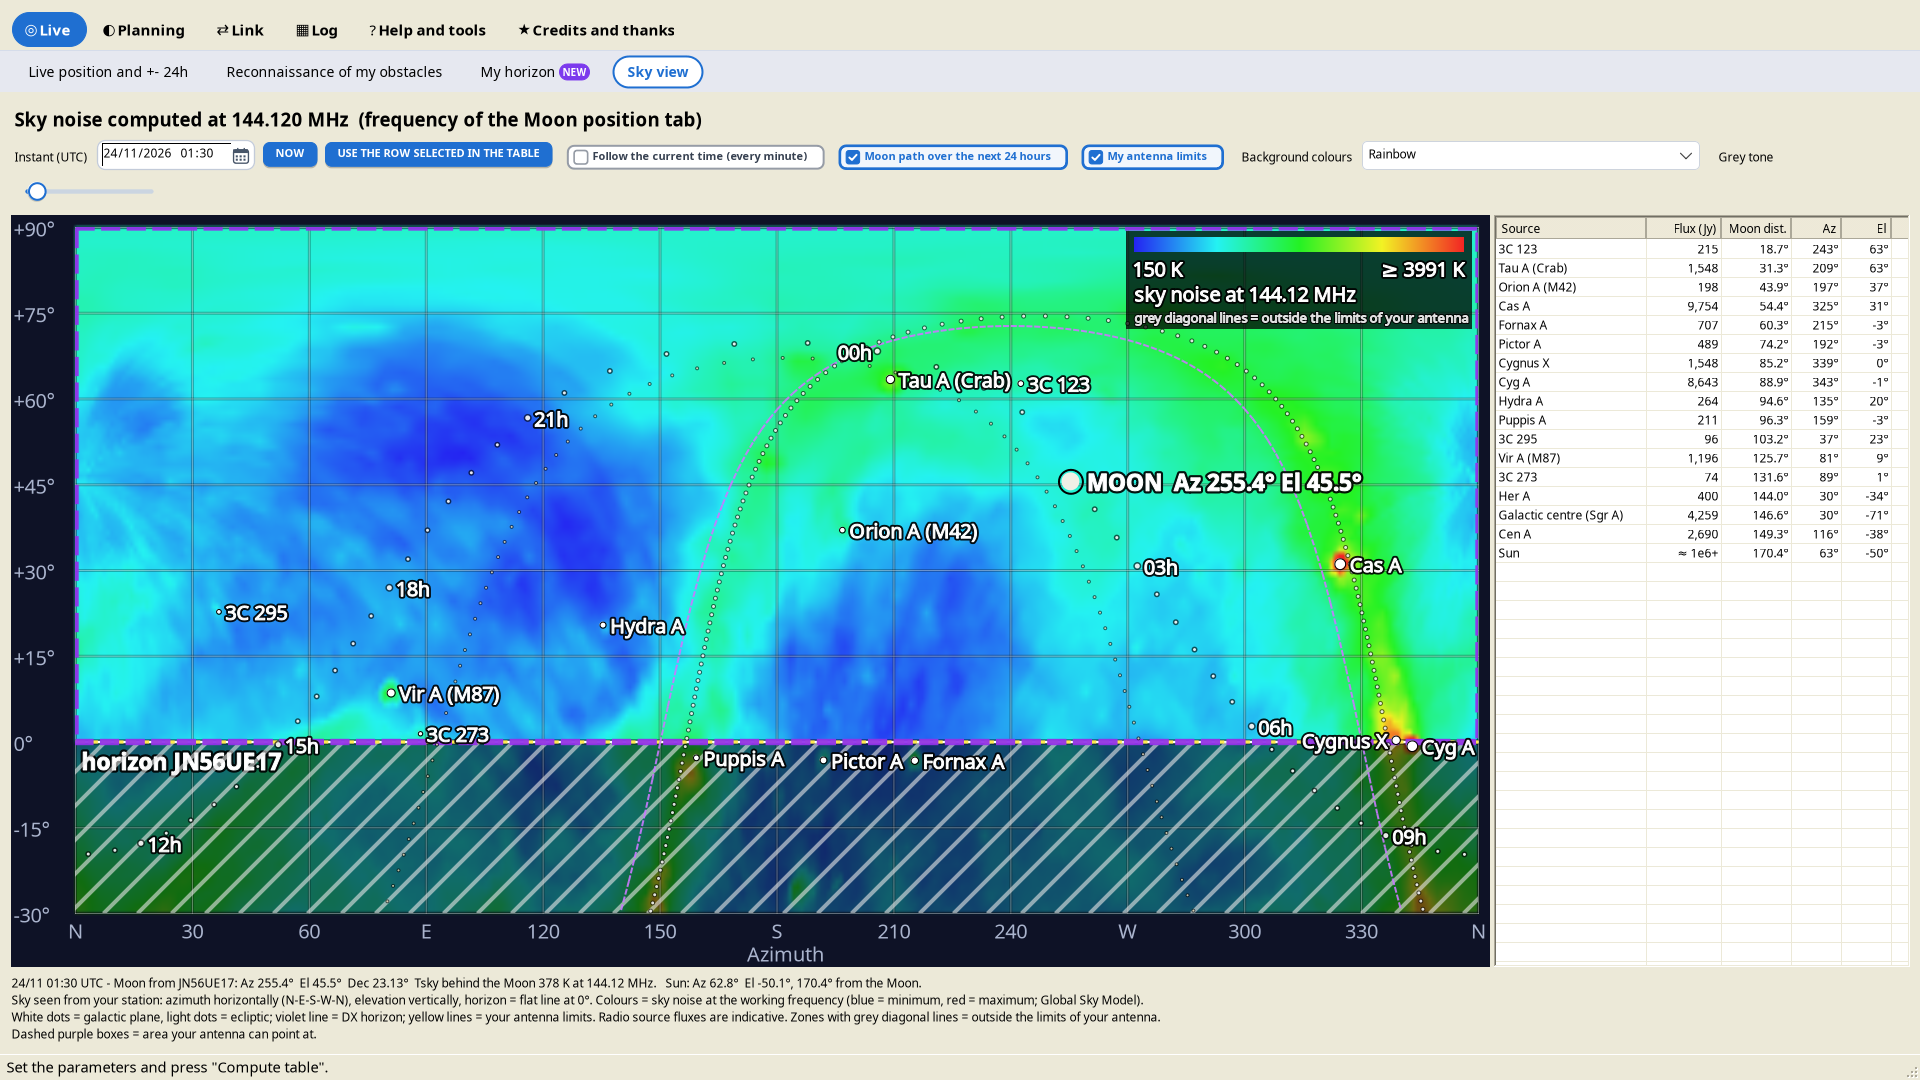 Live Planning Link Log Help and tools Credits and thanks
Live position and +- 24h Reconnaissance of my obstacles My horizon NEW Sky view
Sky noise computed at 144.120 MHz (frequency of the Moon position tab)
Instant (UTC) 24/11/2026 01:30 NOW USE THE ROW SELECTED IN THE TABLE Follow the current time (every minute) Moon path over the next 24 hours My antenna limits Background colours Rainbow Grey tone
+90°
150 K ≥ 3991 K
sky noise at 144.12 MHz
grey diagonal lines = outside the limits of your antenna
+75°
00h
Tau A (Crab) 3C 123
+60°
21h
+45°
MOON Az 255.4° El 45.5°
Orion A (M42)
+30°
Cas A
03h
18h
3C 295
Hydra A
+15°
Vir A (M87)
06h
3C 273
0°
15h
Cygnus X Cyg A
horizon JN56UE17
Puppis A Pictor A Fornax A
-15°
12h
09h
-30°
N 30 60 E 120 150 S 210 240 W 300 330 N
Azimuth
Source Flux (Jy) Moon dist. Az El
3C 123 215 18.7° 243° 63°
Tau A (Crab) 1,548 31.3° 209° 63°
Orion A (M42) 198 43.9° 197° 37°
Cas A 9,754 54.4° 325° 31°
Fornax A 707 60.3° 215° -3°
Pictor A 489 74.2° 192° -3°
Cygnus X 1,548 85.2° 339° 0°
Cyg A 8,643 88.9° 343° -1°
Hydra A 264 94.6° 135° 20°
Puppis A 211 96.3° 159° -3°
3C 295 96 103.2° 37° 23°
Vir A (M87) 1,196 125.7° 81° 9°
3C 273 74 131.6° 89° 1°
Her A 400 144.0° 30° -34°
Galactic centre (Sgr A) 4,259 146.6° 30° -71°
Cen A 2,690 149.3° 116° -38°
Sun ≈ 1e6+ 170.4° 63° -50°
24/11 01:30 UTC - Moon from JN56UE17: Az 255.4° El 45.5° Dec 23.13° Tsky behind the Moon 378 K at 144.12 MHz. Sun: Az 62.8° El -50.1°, 170.4° from the Moon.
Sky seen from your station: azimuth horizontally (N-E-S-W-N), elevation vertically, horizon = flat line at 0°. Colours = sky noise at the working frequency (blue = minimum, red = maximum; Global Sky Model).
White dots = galactic plane, light dots = ecliptic; violet line = DX horizon; yellow lines = your antenna limits. Radio source fluxes are indicative. Zones with grey diagonal lines = outside the limits of your antenna.
Dashed purple boxes = area your antenna can point at.
Set the parameters and press "Compute table".